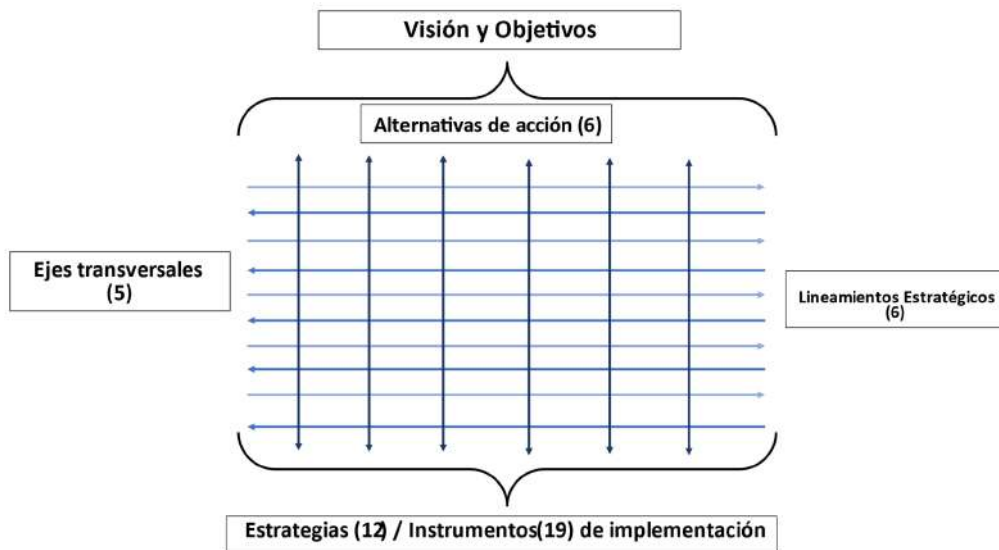 Visión y Objetivos
Alternativas de acción (6)
Ejes transversales
(5)
Lineamientos Estratégicos
(6)
Estrategias (12) / Instrumentos(19) de implementación